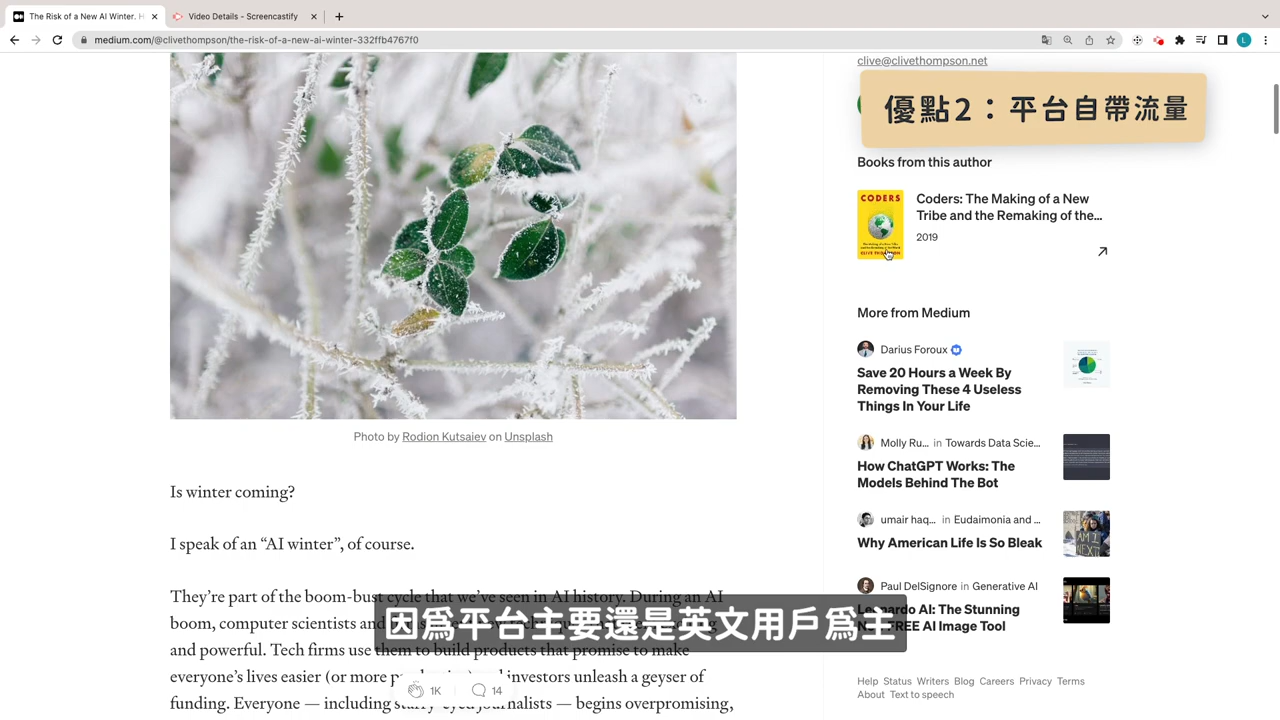 The Risk of a New AI Winter. H
Video Details - Screencastify
medium.com/@clivethompson/the-risk-of-a-new-ai-winter-332ffb4767f0
L
clive@clivethompson.net
優點2：平台自帶流量
Books from this author
CODERS
Coders: The Making of a New
Tribe and the Remaking of the...
2019
More from Medium
Darius Foroux
Save 20 Hours a Week By
Removing These 4 Useless
Things In Your Life
Molly Ru... in Towards Data Scie...
How ChatGPT Works: The
Models Behind The Bot
umair haq... in Eudaimonia and ...
Why American Life Is So Bleak
AM I
NEXT
Paul DelSignore in Generative AI
Leonardo AI: The Stunning
FREE AI Image Tool
Help Status Writers Blog Careers Privacy Terms
About Text to speech
Photo by Rodion Kutsaiev on Unsplash
Is winter coming?
I speak of an “AI winter”, of course.
They’re part of the boom-bust cycle that we’ve seen in AI history. During an AI
boom, computer scientists and
因爲平台主要還是英文用戶爲主
and powerful. Tech firms use them to build products that promise to make
everyone’s lives easier (or more investors unleash a geyser of
funding. Everyone — including starry-eyed journalists — begins overpromising,
1K
14